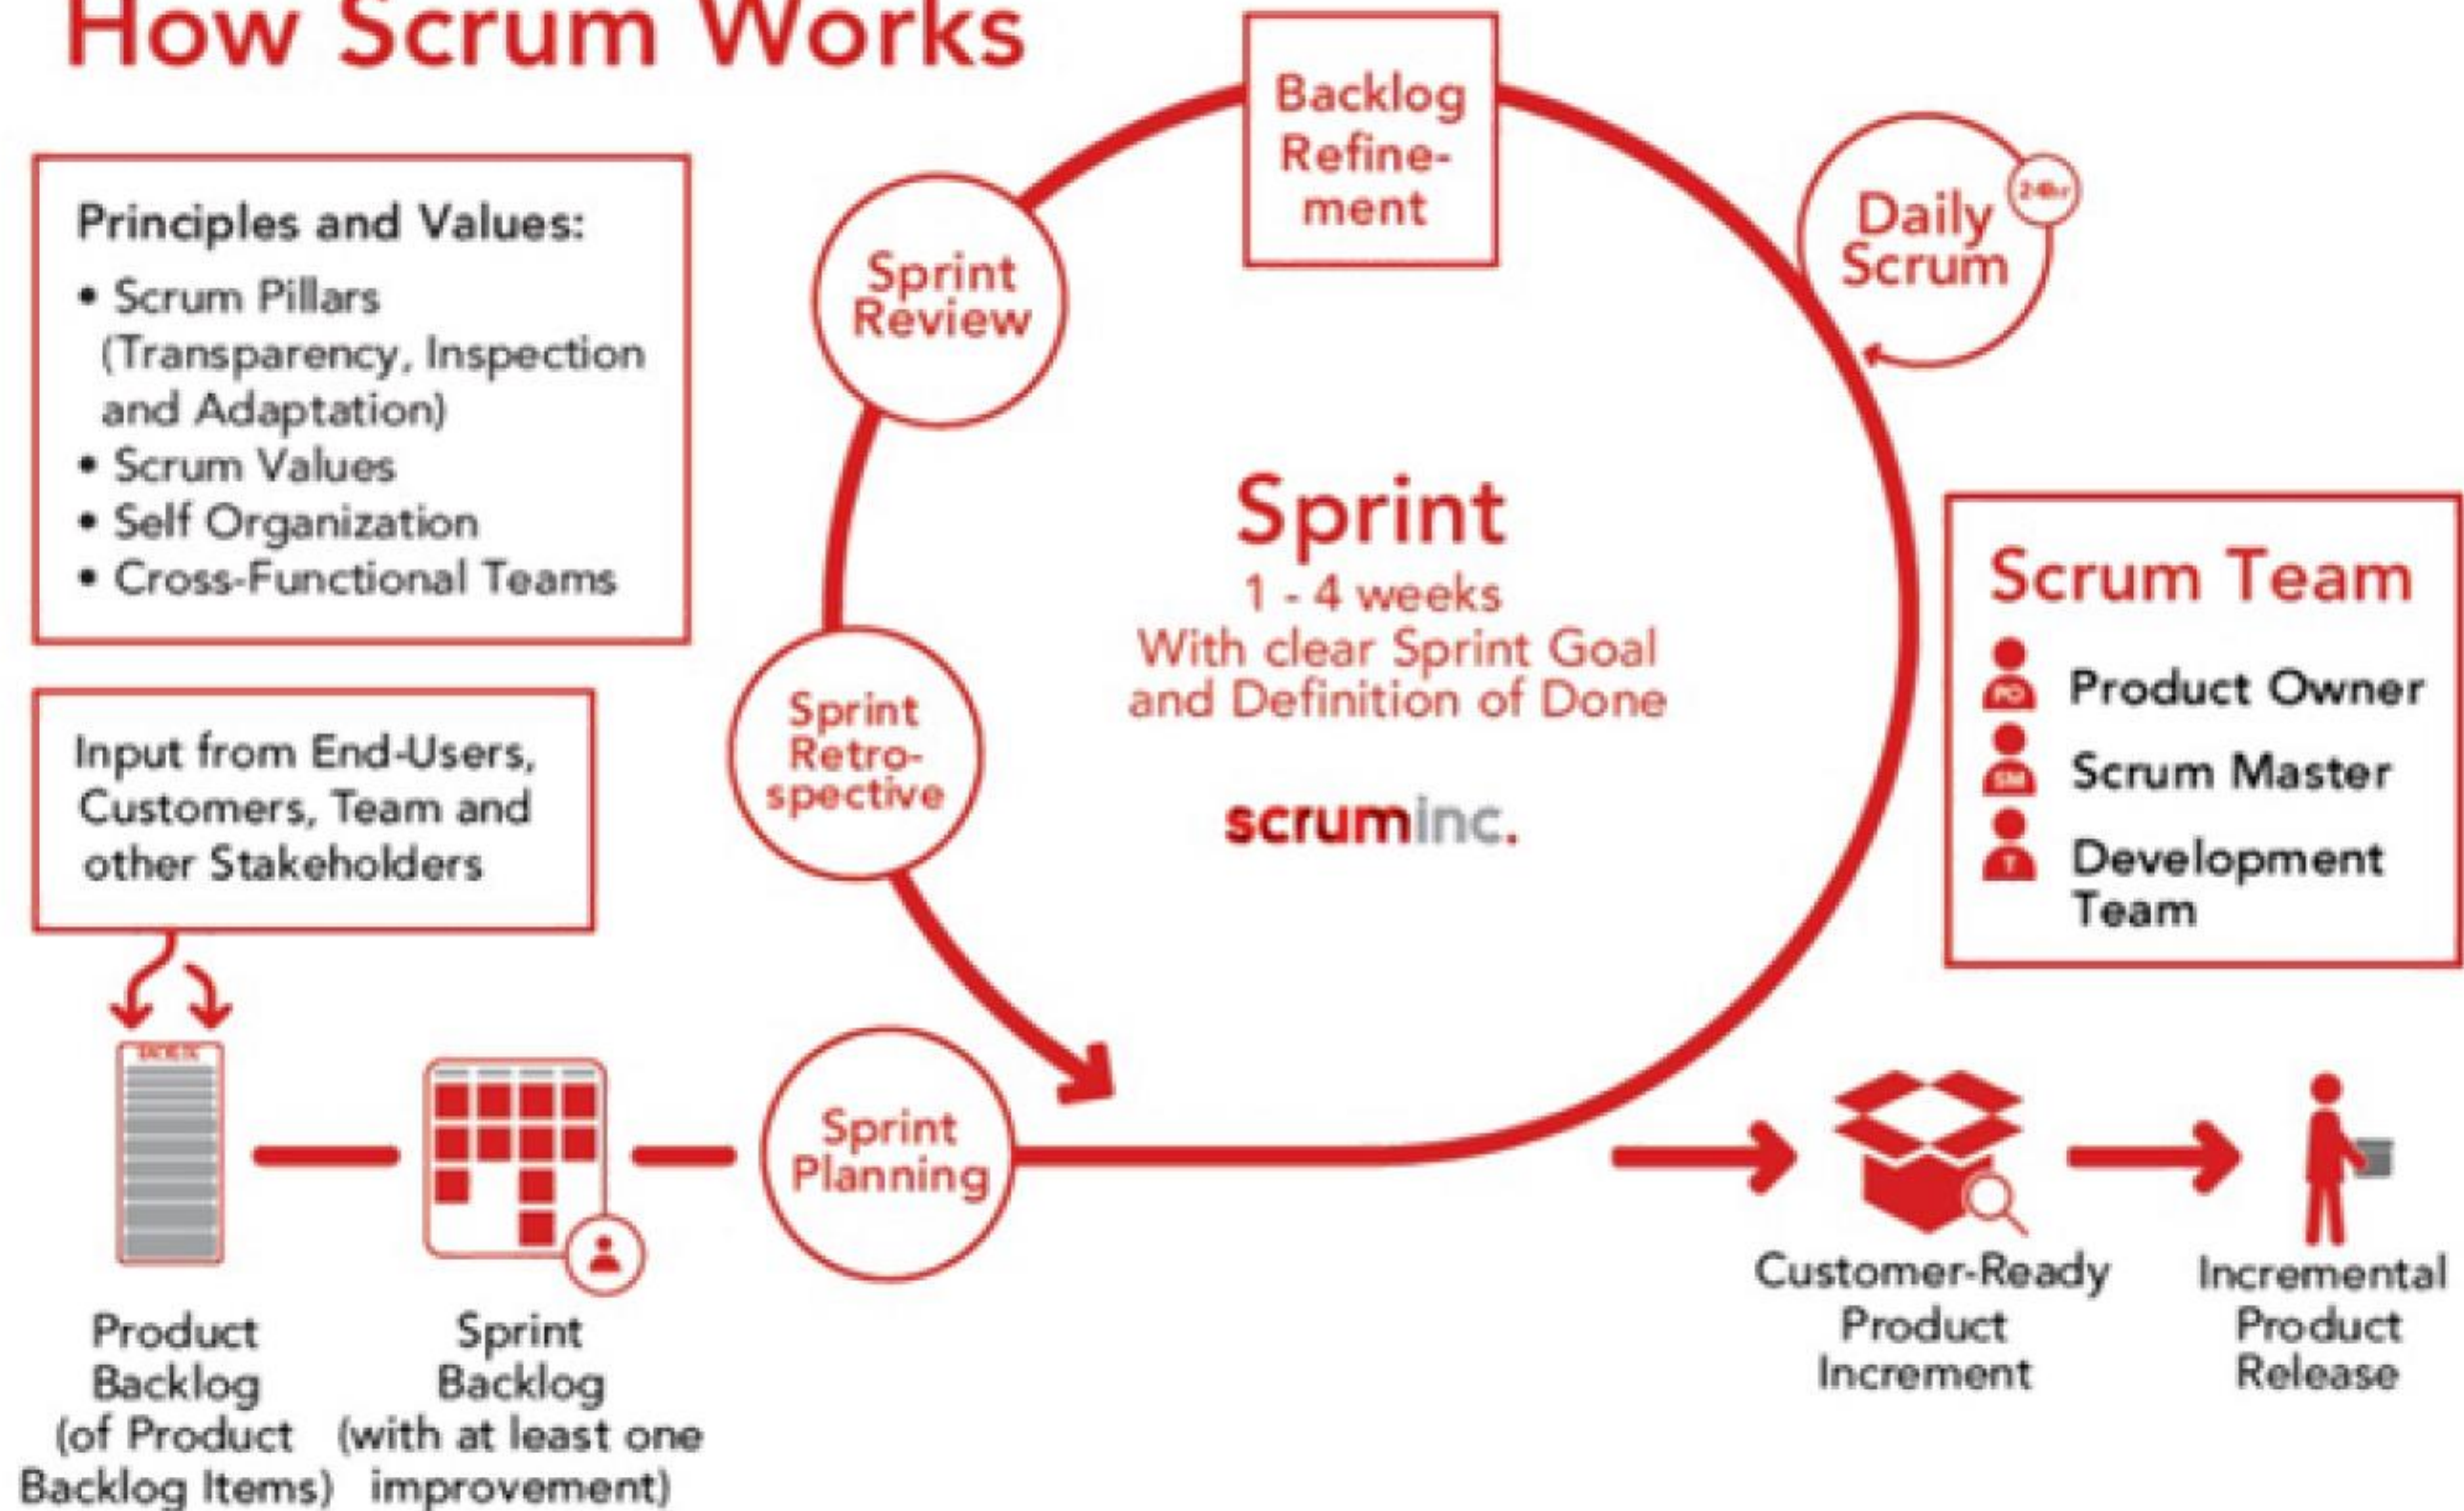 How Scrum Works
Principles and Values:
• Scrum Pillars
(Transparency, Inspection
and Adaptation)
• Scrum Values
• Self Organization
• Cross-Functional Teams
Input from End-Users,
Customers, Team and
other Stakeholders
BACKLOG
Product
Backlog
(of Product
Backlog Items)
Sprint
Backlog
(with at least one
improvement)
Sprint
Planning
Backlog
Refine-
ment
Daily
Scrum
24hr
Sprint
Review
Sprint
Retro-
spective
Sprint
1 - 4 weeks
With clear Sprint Goal
and Definition of Done
scruminc.
Scrum Team
PO
Product Owner
SM
Scrum Master
T
Development
Team
Customer-Ready
Product
Increment
Incremental
Product
Release